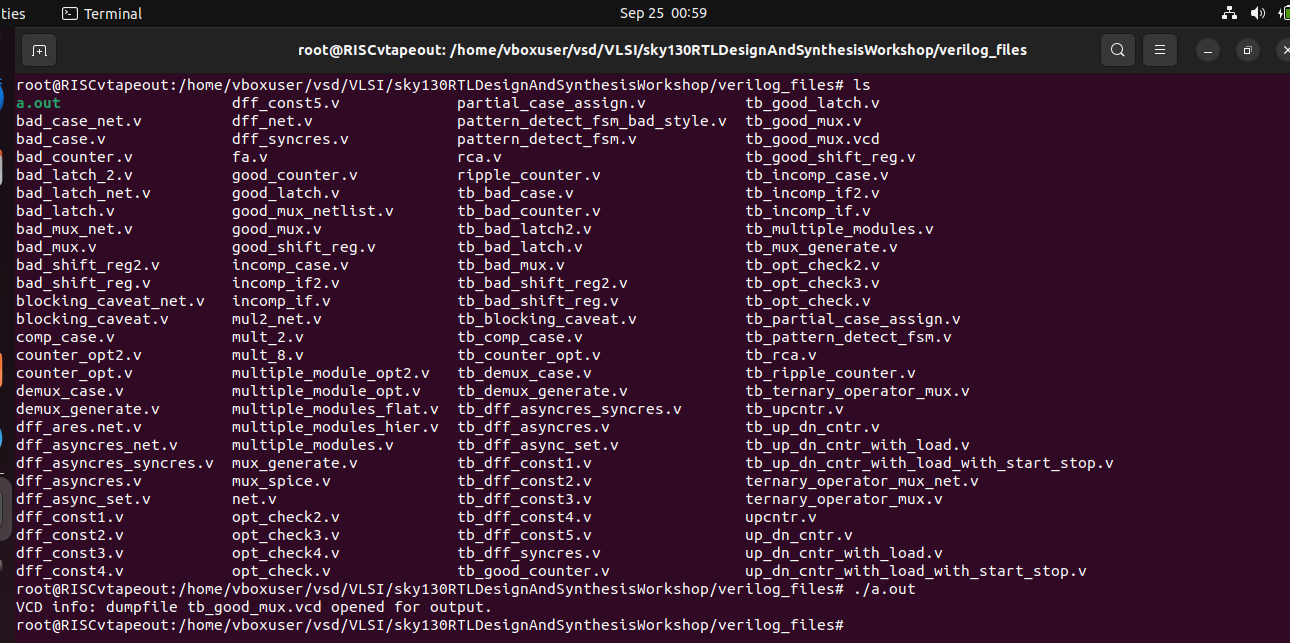 ties Terminal Sep 25 00:59
root@RISCvtapeout: /home/vboxuser/vsd/VLSI/sky130RTLDesignAndSynthesisWorkshop/verilog_files
root@RISCvtapeout:/home/vboxuser/vsd/VLSI/sky130RTLDesignAndSynthesisWorkshop/verilog_files# ls
a.out dff_const5.v partial_case_assign.v tb_good_latch.v
bad_case_net.v dff_net.v pattern_detect_fsm_bad_style.v tb_good_mux.v
bad_case.v dff_syncres.v pattern_detect_fsm.v tb_good_mux.vcd
bad_counter.v fa.v rca.v tb_good_shift_reg.v
bad_latch_2.v good_counter.v ripple_counter.v tb_incomp_case.v
bad_latch_net.v good_latch.v tb_bad_case.v tb_incomp_if2.v
bad_latch.v good_mux_netlist.v tb_bad_counter.v tb_incomp_if.v
bad_mux_net.v good_mux.v tb_bad_latch2.v tb_multiple_modules.v
bad_mux.v good_shift_reg.v tb_bad_latch.v tb_mux_generate.v
bad_shift_reg2.v incomp_case.v tb_bad_mux.v tb_opt_check2.v
bad_shift_reg.v incomp_if2.v tb_bad_shift_reg2.v tb_opt_check3.v
blocking_caveat_net.v incomp_if.v tb_bad_shift_reg.v tb_opt_check.v
blocking_caveat.v mul2_net.v tb_blocking_caveat.v tb_partial_case_assign.v
comp_case.v mult_2.v tb_comp_case.v tb_pattern_detect_fsm.v
counter_opt2.v mult_8.v tb_counter_opt.v tb_rca.v
counter_opt.v multiple_module_opt2.v tb_demux_case.v tb_ripple_counter.v
demux_case.v multiple_module_opt.v tb_demux_generate.v tb_ternary_operator_mux.v
demux_generate.v multiple_modules_flat.v tb_dff_asyncres_syncres.v tb_upcntr.v
dff_ares.net.v multiple_modules_hier.v tb_dff_asyncres.v tb_up_dn_cntr.v
dff_asyncres_net.v multiple_modules.v tb_dff_async_set.v tb_up_dn_cntr_with_load.v
dff_asyncres_syncres.v mux_generate.v tb_dff_const1.v tb_up_dn_cntr_with_load_with_start_stop.v
dff_asyncres.v mux_spice.v tb_dff_const2.v ternary_operator_mux_net.v
dff_async_set.v net.v tb_dff_const3.v ternary_operator_mux.v
dff_const1.v opt_check2.v tb_dff_const4.v upcntr.v
dff_const2.v opt_check3.v tb_dff_const5.v up_dn_cntr.v
dff_const3.v opt_check4.v tb_dff_syncres.v up_dn_cntr_with_load.v
dff_const4.v opt_check.v tb_good_counter.v up_dn_cntr_with_load_with_start_stop.v
root@RISCvtapeout:/home/vboxuser/vsd/VLSI/sky130RTLDesignAndSynthesisWorkshop/verilog_files# ./a.out
VCD info: dumpfile tb_good_mux.vcd opened for output.
root@RISCvtapeout:/home/vboxuser/vsd/VLSI/sky130RTLDesignAndSynthesisWorkshop/verilog_files#